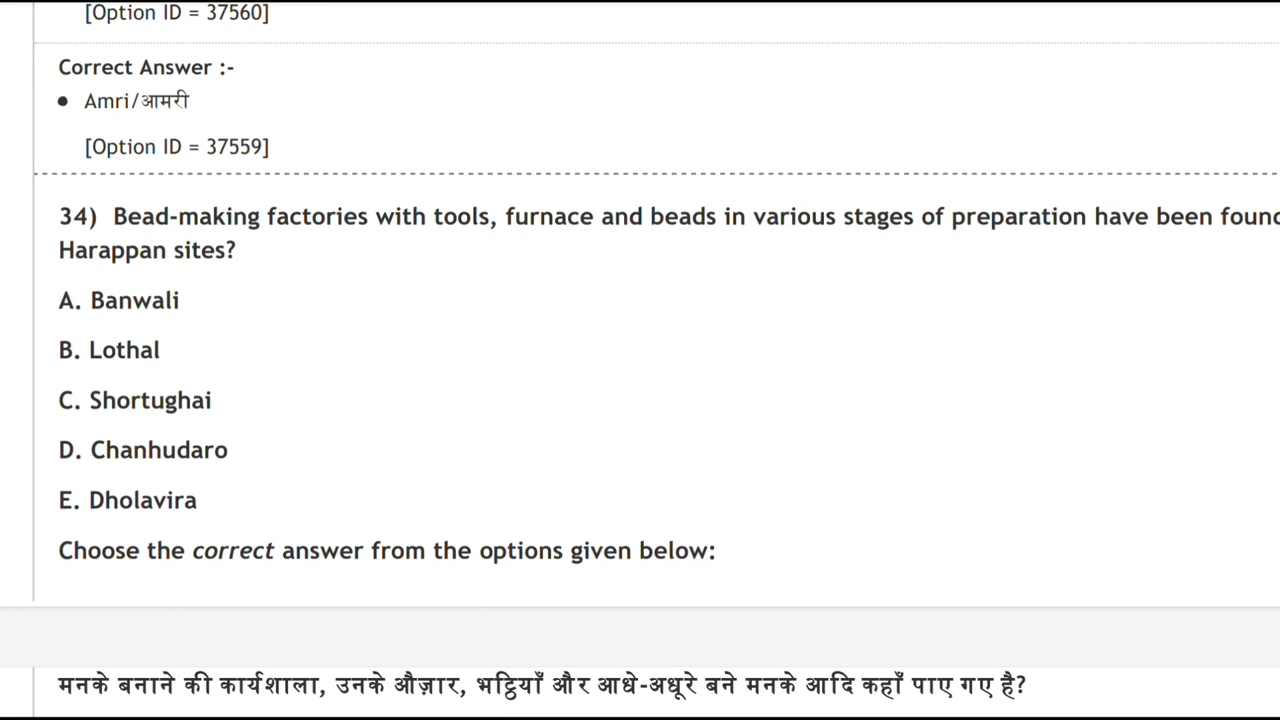 [Option ID = 37560]
Correct Answer :-
• Amri/आमरी
[Option ID = 37559]
34) Bead-making factories with tools, furnace and beads in various stages of preparation have been found
Harappan sites?
A. Banwali
B. Lothal
C. Shortughai
D. Chanhudaro
E. Dholavira
Choose the correct answer from the options given below:
मनके बनाने की कार्यशाला, उनके औज़ार, भट्ठियाँ और आधे-अधूरे बने मनके आदि कहाँ पाए गए है?